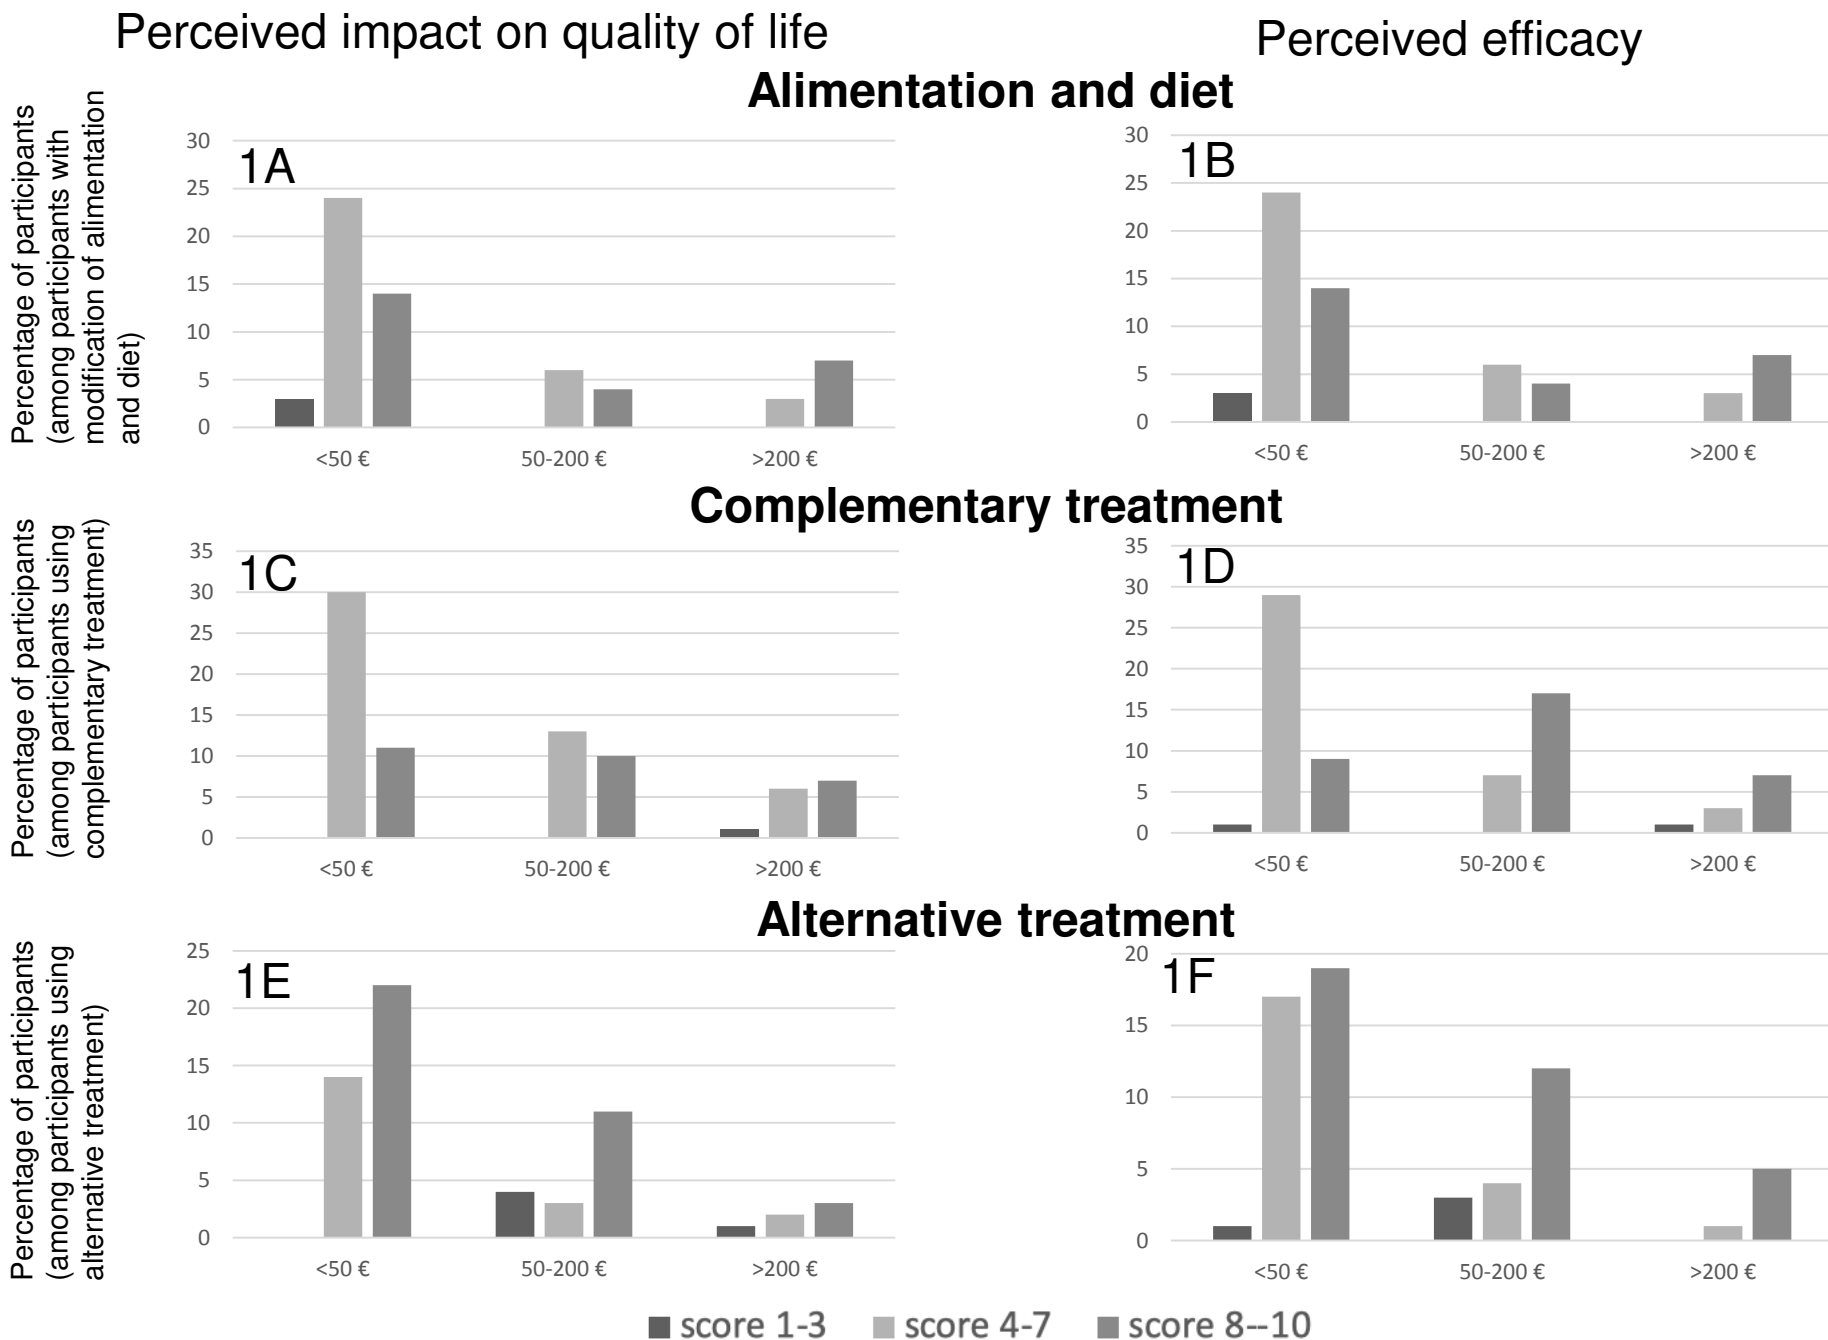 Perceived impact on quality of life
Perceived efficacy
Alimentation and diet
Percentage of participants
(among participants with
modification of alimentation
and diet)
1A
30
25
20
15
10
5
0
<50 €
50-200 €
>200 €
1B
30
25
20
15
10
5
0
<50 €
50-200 €
>200 €
Complementary treatment
Percentage of participants
(among participants using
complementary treatment)
1C
35
30
25
20
15
10
5
0
<50 €
50-200 €
>200 €
1D
35
30
25
20
15
10
5
0
<50 €
50-200 €
>200 €
Alternative treatment
Percentage of participants
(among participants using
alternative treatment)
1E
25
20
15
10
5
0
<50 €
50-200 €
>200 €
1F
20
15
10
5
0
<50 €
50-200 €
>200 €
score 1-3
score 4-7
score 8--10